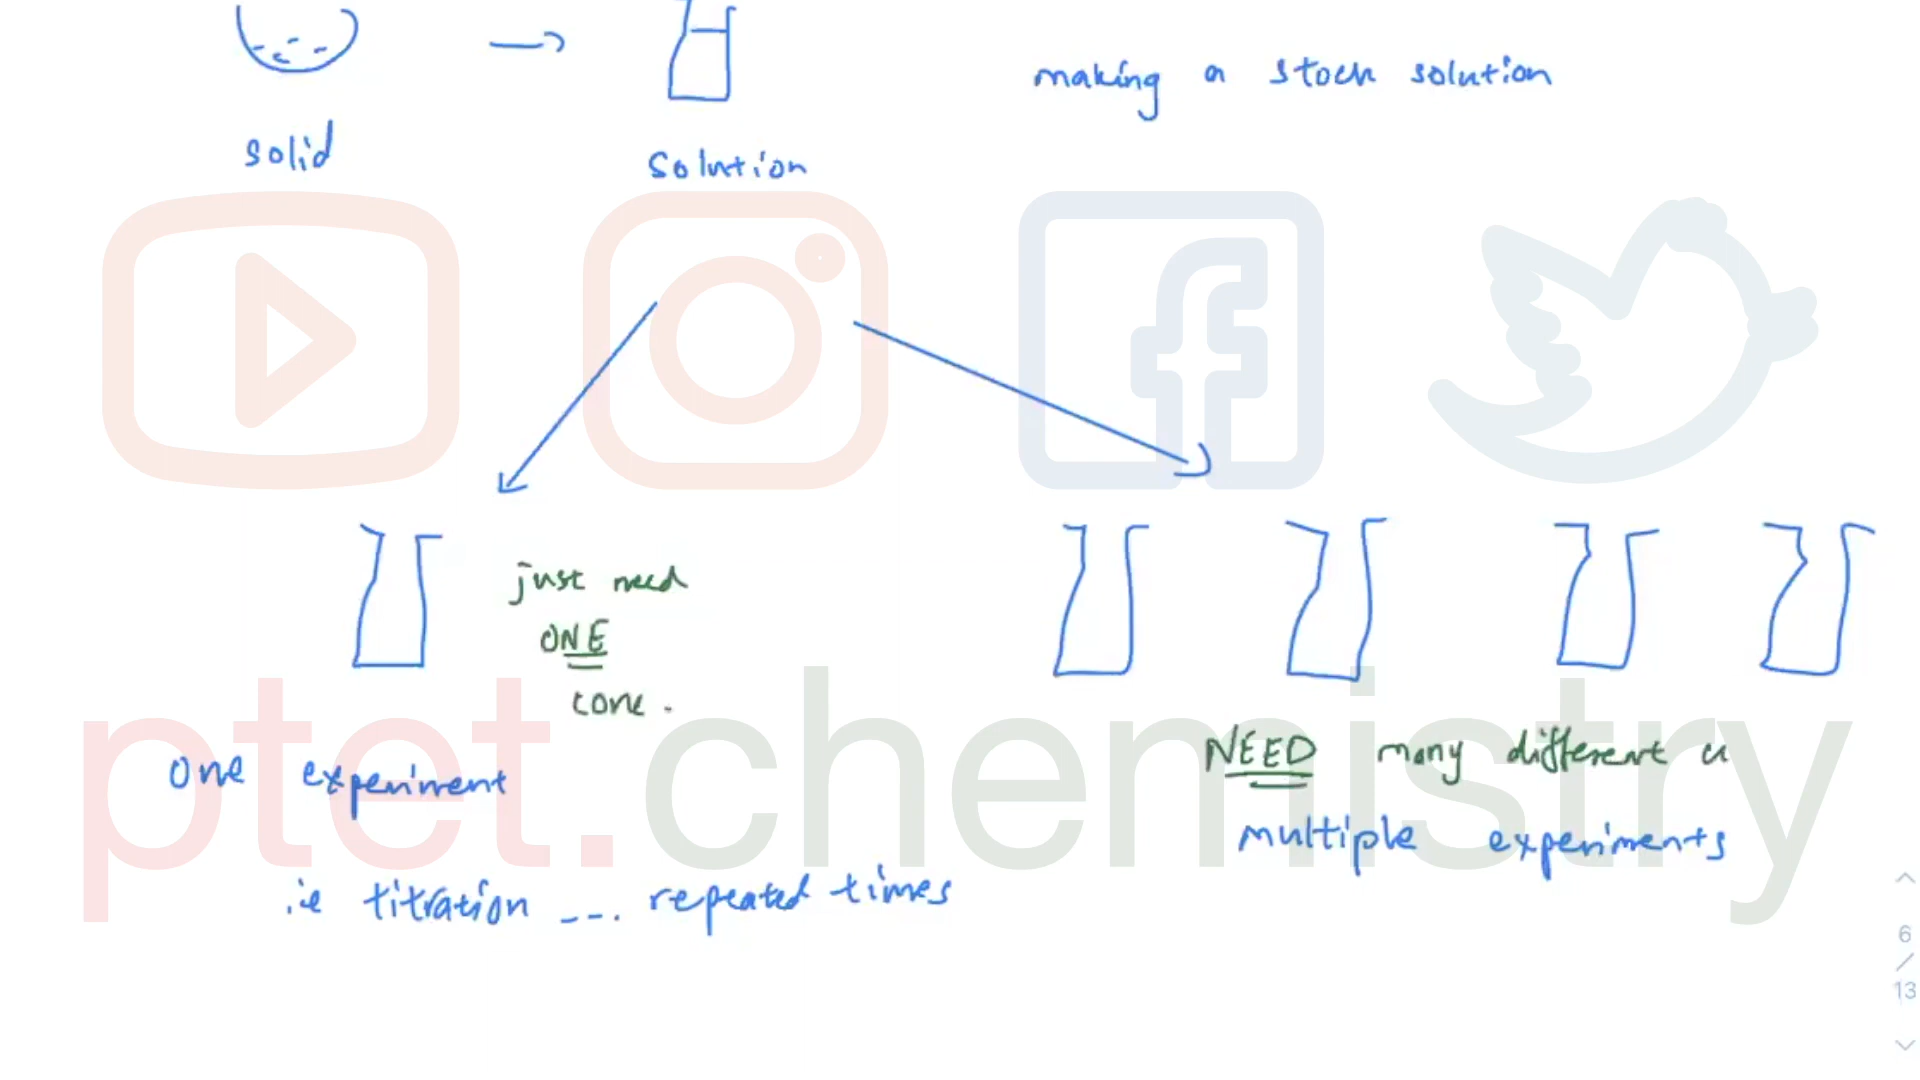 making a stock solution
solid
solution
just need
ONE
conc.
NEED many different
one experiment
multiple experiments
i.e titration ---. repeated times
ptet.chemistry
6
/
13